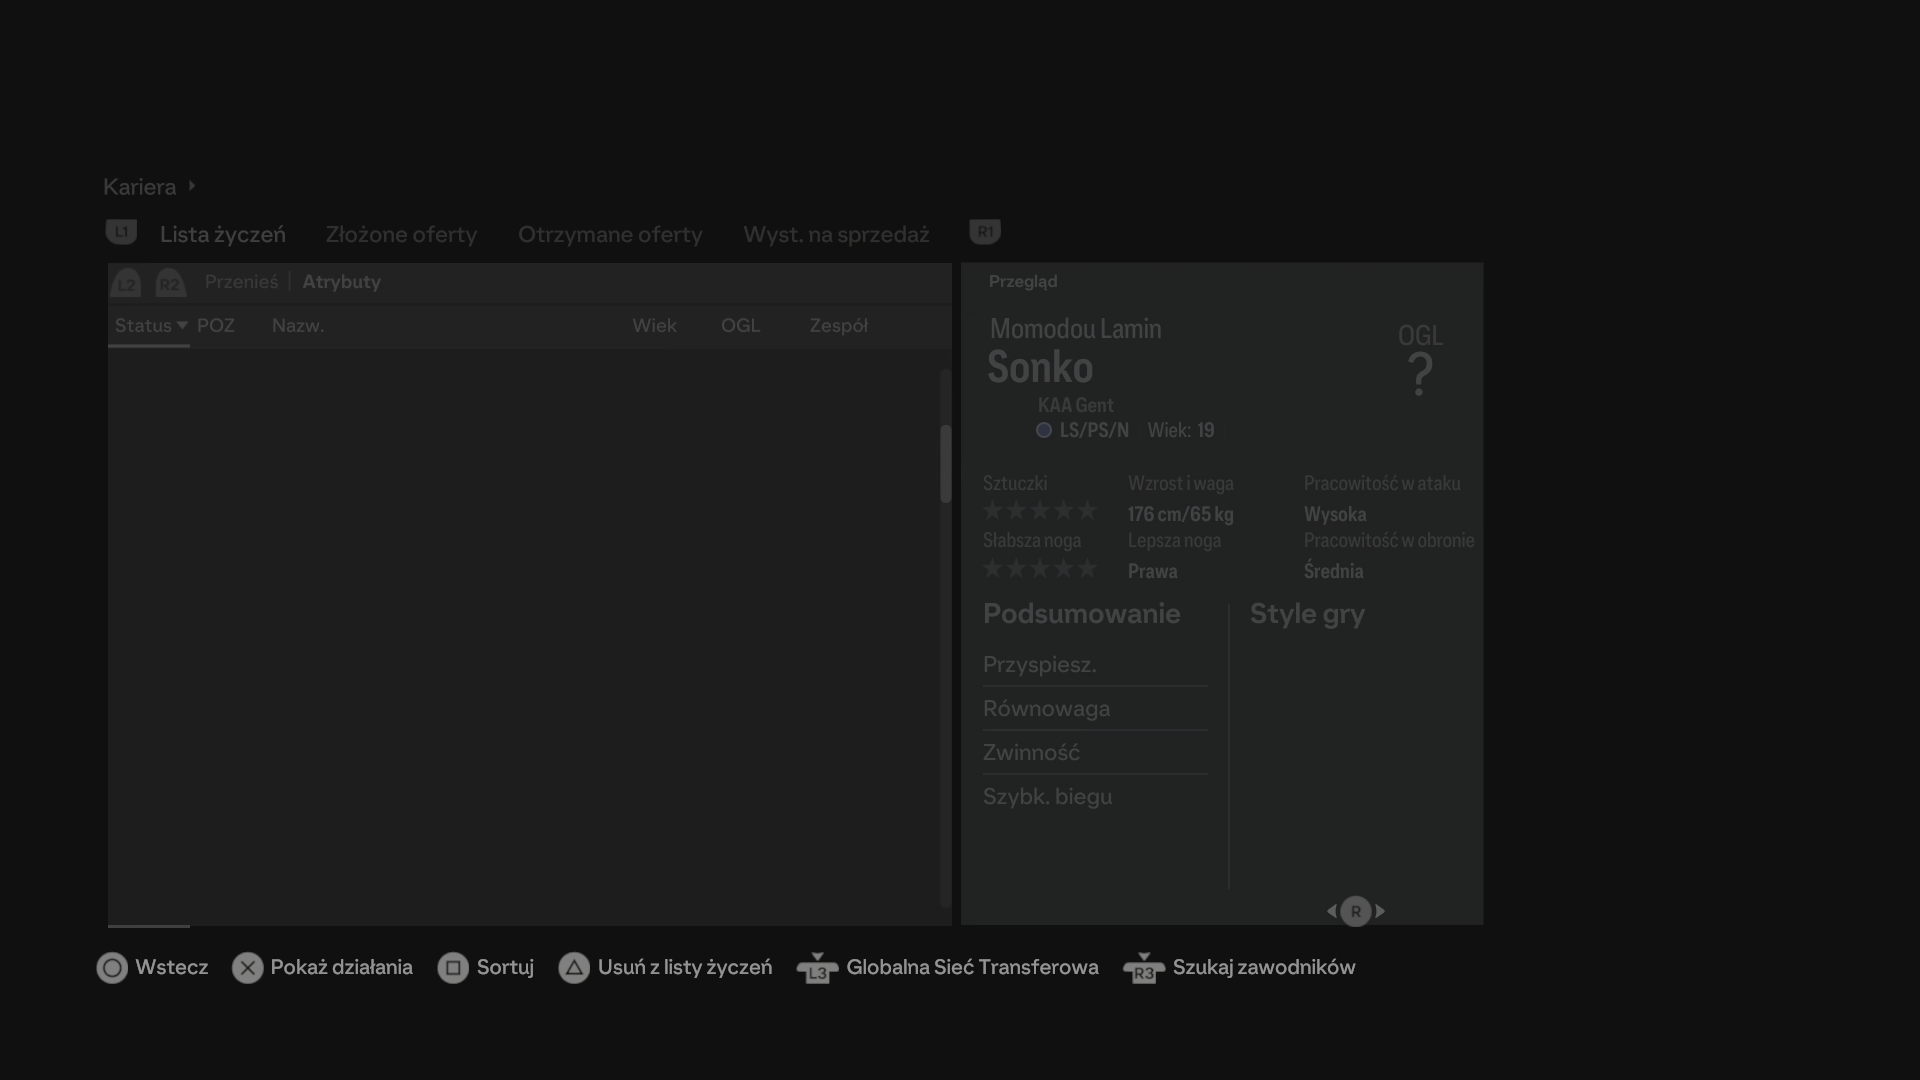 Kariera
L1 Lista życzeń Złożone oferty Otrzymane oferty Wyst. na sprzedaż R1
L2 R2 Przenieś | Atrybuty
Status POZ Nazw. Wiek OGL Zespół
Przegląd
Momodou Lamin
Sonko
OGL
?
KAA Gent
LS/PS/N Wiek: 19
Sztuczki Wzrost i waga Pracowitość w ataku
176 cm/65 kg Wysoka
Słabsza noga Lepsza noga Pracowitość w obronie
Prawa Średnia
Podsumowanie Style gry
Przyspiesz.
Równowaga
Zwinność
Szybk. biegu
R
Wstecz Pokaż działania Sortuj Usuń z listy życzeń L3 Globalna Sieć Transferowa R3 Szukaj zawodników